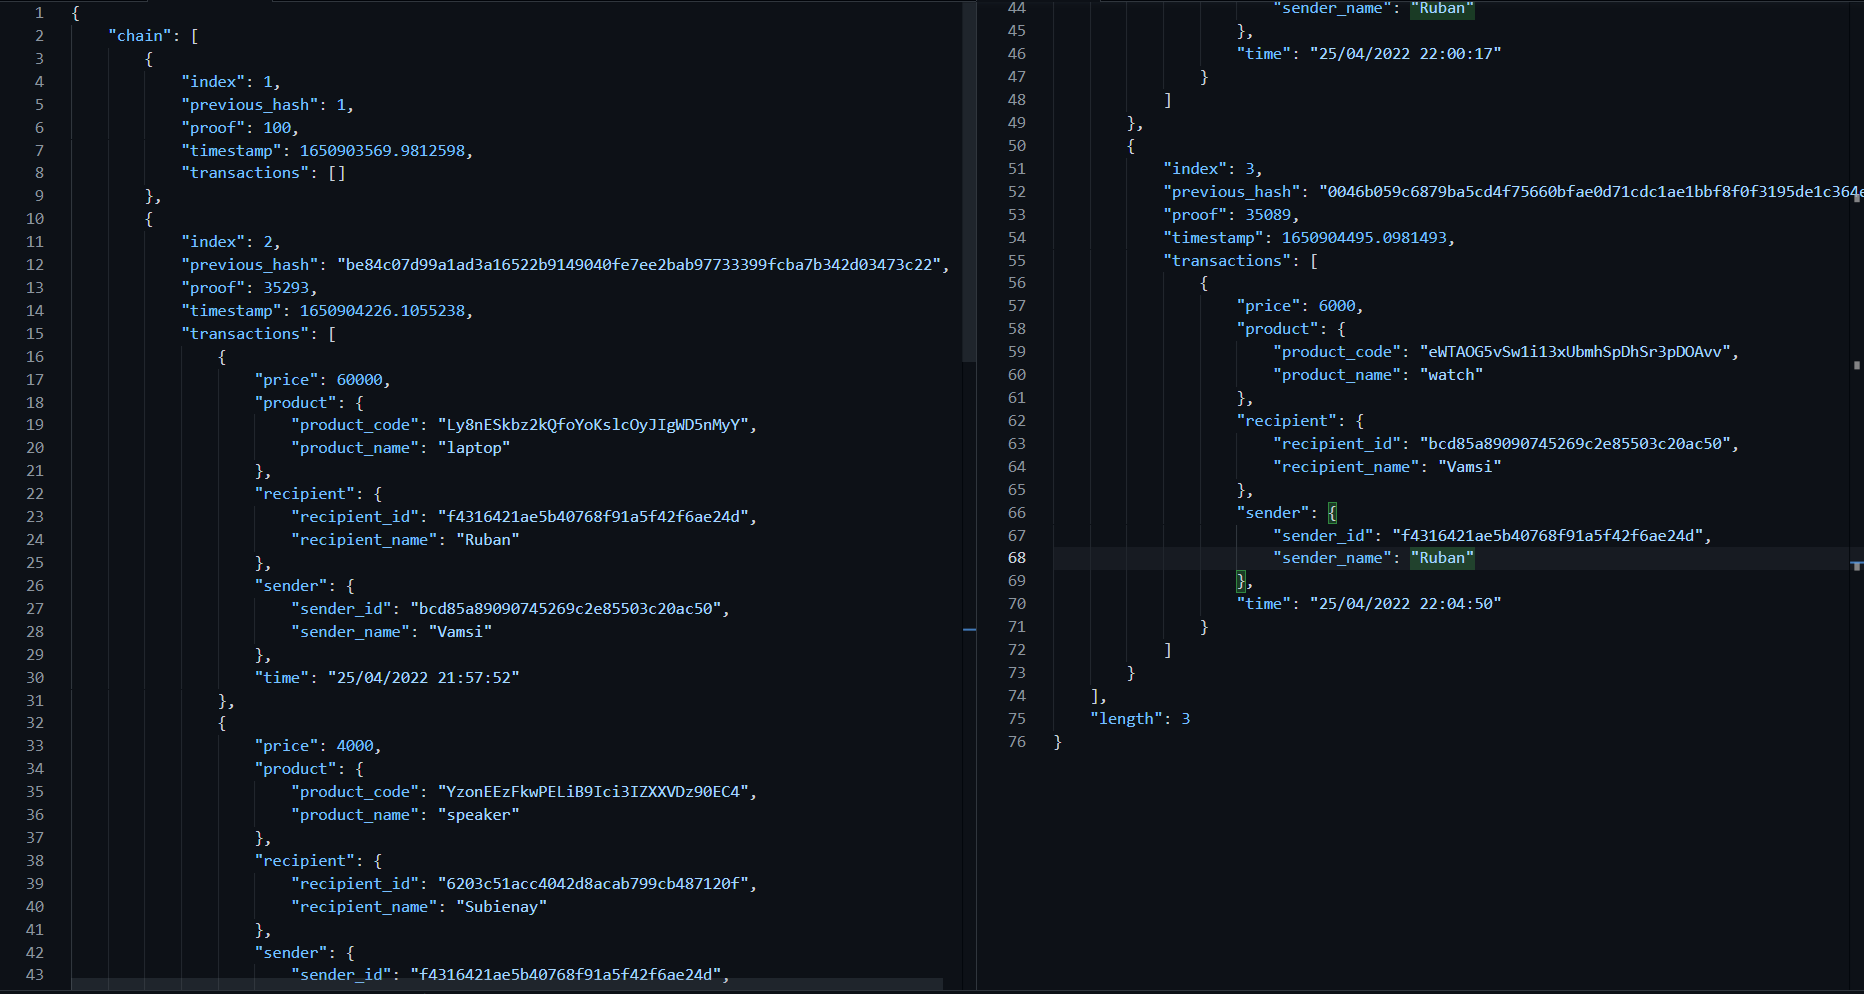 1 {
2 "chain": [
3 {
4 "index": 1,
5 "previous_hash": 1,
6 "proof": 100,
7 "timestamp": 1650903569.9812598,
8 "transactions": []
9 },
10 {
11 "index": 2,
12 "previous_hash": "be84c07d99a1ad3a16522b9149040fe7ee2bab97733399fcba7b342d03473c22",
13 "proof": 35293,
14 "timestamp": 1650904226.1055238,
15 "transactions": [
16 {
17 "price": 60000,
18 "product": {
19 "product_code": "Ly8nESkbz2kQfoYoKslcOyJIgWD5nMyY",
20 "product_name": "laptop"
21 },
22 "recipient": {
23 "recipient_id": "f4316421ae5b40768f91a5f42f6ae24d",
24 "recipient_name": "Ruban"
25 },
26 "sender": {
27 "sender_id": "bcd85a89090745269c2e85503c20ac50",
28 "sender_name": "Vamsi"
29 },
30 "time": "25/04/2022 21:57:52"
31 },
32 {
33 "price": 4000,
34 "product": {
35 "product_code": "YzonEEzFkwPELiB9Ici3IZXXVDz90EC4",
36 "product_name": "speaker"
37 },
38 "recipient": {
39 "recipient_id": "6203c51acc4042d8acab799cb487120f",
40 "recipient_name": "Subienay"
41 },
42 "sender": {
43 "sender_id": "f4316421ae5b40768f91a5f42f6ae24d",
44 "sender_name": "Ruban"
45 },
46 "time": "25/04/2022 22:00:17"
47 }
48 ]
49 },
50 {
51 "index": 3,
52 "previous_hash": "0046b059c6879ba5cd4f75660bfae0d71cdc1ae1bbf8f0f3195de1c364e
53 "proof": 35089,
54 "timestamp": 1650904495.0981493,
55 "transactions": [
56 {
57 "price": 6000,
58 "product": {
59 "product_code": "eWTAOG5vSw1i13xUbmhSpDhSr3pDOAvv",
60 "product_name": "watch"
61 },
62 "recipient": {
63 "recipient_id": "bcd85a89090745269c2e85503c20ac50",
64 "recipient_name": "Vamsi"
65 },
66 "sender": {
67 "sender_id": "f4316421ae5b40768f91a5f42f6ae24d",
68 "sender_name": "Ruban"
69 },
70 "time": "25/04/2022 22:04:50"
71 }
72 ]
73 }
74 ],
75 "length": 3
76 }